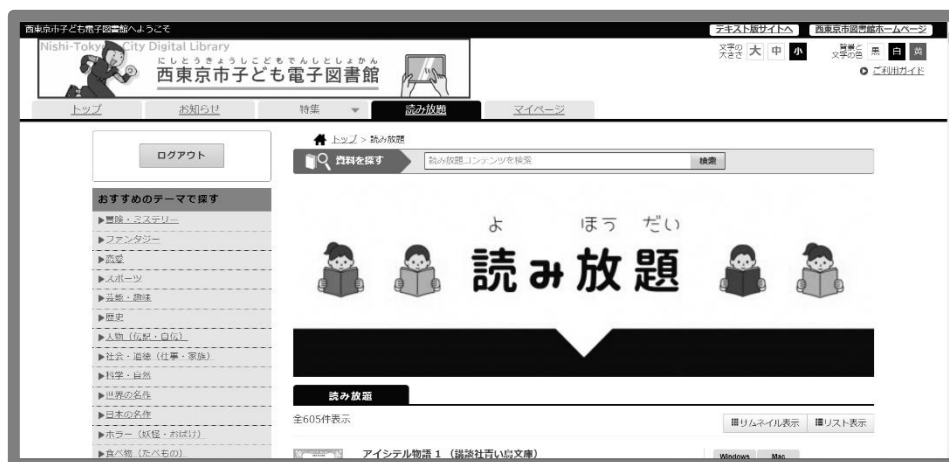 西東京市子ども電子図書館へようこそ
テキスト版サイトへ
西東京市図書館ホームページ
Nishi-Tokyo City Digital Library
にしとうきょうしこどもでんしとしょかん
西東京市子ども電子図書館
文字の大きさ 大 中 小
背景と文字の色 黒 白 黄
ご利用ガイド
トップ お知らせ 特集 読み放題 マイページ
トップ > 読み放題
ログアウト
資料を探す 読み放題コンテンツを検索 検索
おすすめのテーマで探す
冒険・ミステリー
ファンタジー
恋愛
スポーツ
芸能・趣味
歴史
人物（伝記・自伝）
社会・道徳（仕事・家族）
科学・自然
世界の名作
日本の名作
ホラー（妖怪・おばけ）
食べ物（たべもの）
よ ほう だい
読み放題
読み放題
全605件表示
サムネイル表示 リスト表示
アイシテル物語 1 （講談社青い鳥文庫）
Windows Mac